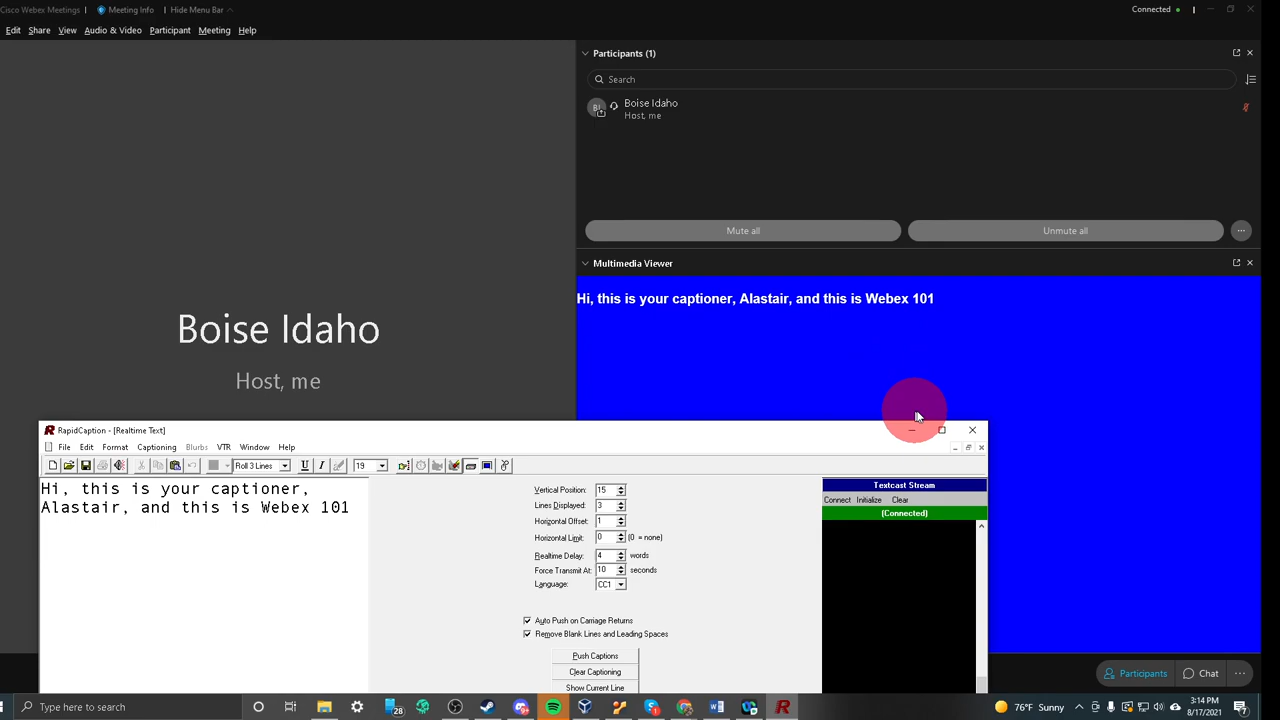 Cisco Webex Meetings
Meeting Info
Hide Menu Bar
Connected
Edit Share View Audio & Video Participant Meeting Help
Participants (1)
Search
BI
Boise Idaho
Host, me
Mute all
Unmute all
Multimedia Viewer
Hi, this is your captioner, Alastair, and this is Webex 101
Boise Idaho
Host, me
RapidCaption - [Realtime Text]
File Edit Format Captioning Blurbs VTR Window Help
Roll 3 Lines
19
Hi, this is your captioner,
Alastair, and this is Webex 101
Vertical Position: 15
Lines Displayed: 3
Horizontal Offset: 1
Horizontal Limit: 0 (0 = none)
Realtime Delay: 4 words
Force Transmit At: 10 seconds
Language: CC1
Auto Push on Carriage Returns
Remove Blank Lines and Leading Spaces
Push Captions
Clear Captioning
Show Current Line
Textcast Stream
Connect Initialize Clear
(Connected)
Participants
Chat
Type here to search
28
76°F Sunny
3:14 PM
8/17/2021